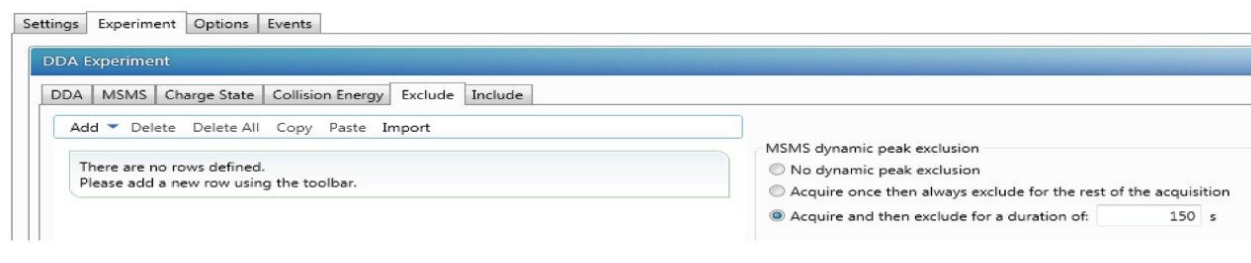 Settings Experiment Options Events
DDA Experiment
DDA MSMS Charge State Collision Energy Exclude Include
Add Delete Delete All Copy Paste Import
There are no rows defined.
Please add a new row using the toolbar.
MSMS dynamic peak exclusion
No dynamic peak exclusion
Acquire once then always exclude for the rest of the acquisition
Acquire and then exclude for a duration of: 150 s